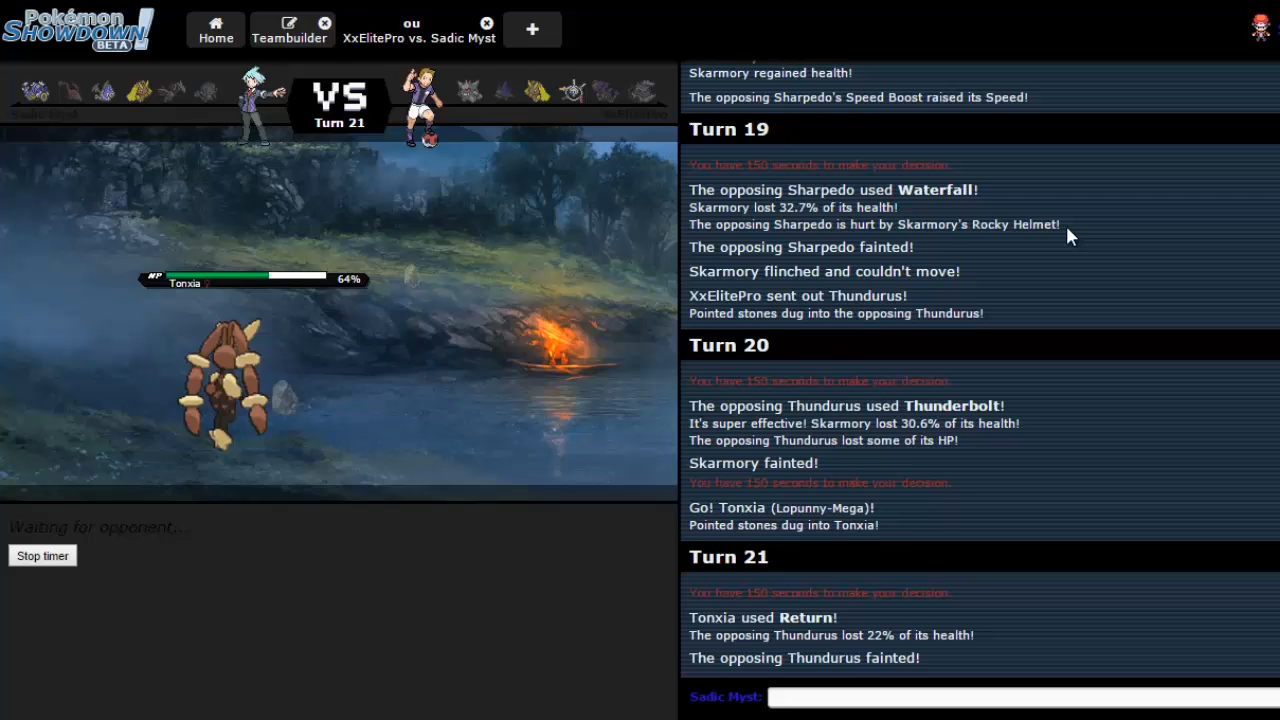 Pokémon
SHOWDOWN!
BETA
Home
Teambuilder
ou
XxElitePro vs. Sadic Myst
+
VS
Turn 21
Sadic Myst
HP
64%
Tonxia
Waiting for opponent...
Stop timer
Skarmory regained health!
The opposing Sharpedo's Speed Boost raised its Speed!
Turn 19
You have 150 seconds to make your decision.
The opposing Sharpedo used Waterfall!
Skarmory lost 32.7% of its health!
The opposing Sharpedo is hurt by Skarmory's Rocky Helmet!
The opposing Sharpedo fainted!
Skarmory flinched and couldn't move!
XxElitePro sent out Thundurus!
Pointed stones dug into the opposing Thundurus!
Turn 20
You have 150 seconds to make your decision.
The opposing Thundurus used Thunderbolt!
It's super effective! Skarmory lost 30.6% of its health!
The opposing Thundurus lost some of its HP!
Skarmory fainted!
You have 150 seconds to make your decision.
Go! Tonxia (Lopunny-Mega)!
Pointed stones dug into Tonxia!
Turn 21
You have 150 seconds to make your decision.
Tonxia used Return!
The opposing Thundurus lost 22% of its health!
The opposing Thundurus fainted!
Sadic Myst: